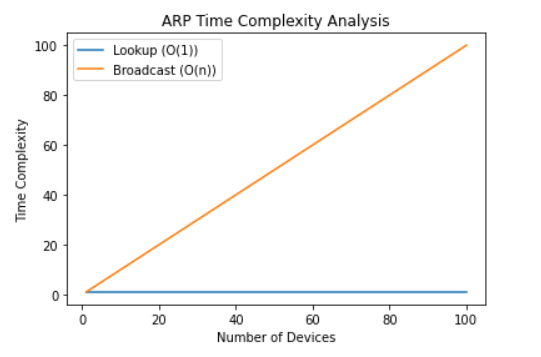 ARP Time Complexity Analysis
Lookup (O(1))
Broadcast (O(n))
Time Complexity
100
80
60
40
20
0
0 20 40 60 80 100
Number of Devices